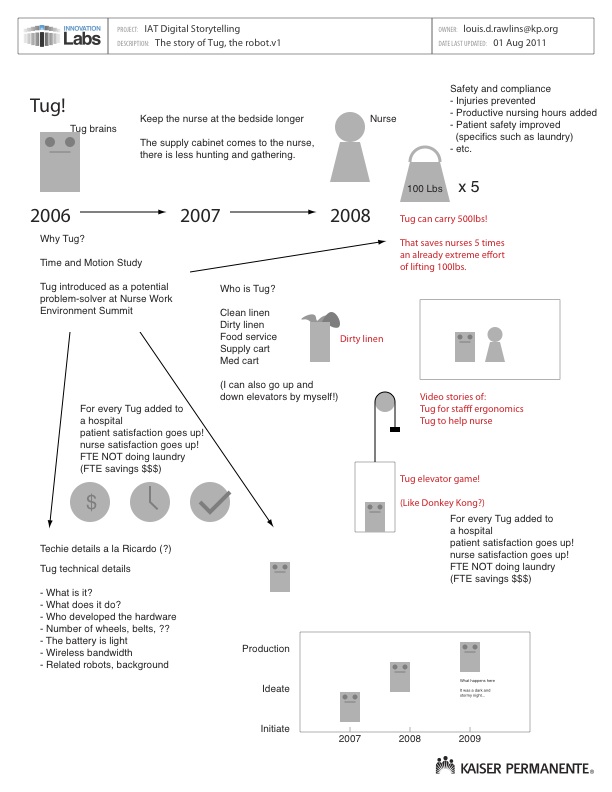 INNOVATION
Labs
PROJECT: IAT Digital Storytelling
DESCRIPTION: The story of Tug, the robot.v1
OWNER: louis.d.rawlins@kp.org
DATE LAST UPDATED: 01 Aug 2011
Tug!
Tug brains
Keep the nurse at the bedside longer
The supply cabinet comes to the nurse,
there is less hunting and gathering.
Nurse
Safety and compliance
- Injuries prevented
- Productive nursing hours added
- Patient safety improved
(specifics such as laundry)
- etc.
100 Lbs
x 5
2006
2007
2008
Tug can carry 500lbs!
That saves nurses 5 times
an already extreme effort
of lifting 100lbs.
Why Tug?
Time and Motion Study
Tug introduced as a potential
problem-solver at Nurse Work
Environment Summit
Who is Tug?
Clean linen
Dirty linen
Food service
Supply cart
Med cart
(I can also go up and
down elevators by myself!)
Dirty linen
Video stories of:
Tug for stafff ergonomics
Tug to help nurse
For every Tug added to
a hospital
patient satisfaction goes up!
nurse satisfaction goes up!
FTE NOT doing laundry
(FTE savings $$$)
$
Tug elevator game!
(Like Donkey Kong?)
For every Tug added to
a hospital
patient satisfaction goes up!
nurse satisfaction goes up!
FTE NOT doing laundry
(FTE savings $$$)
Techie details a la Ricardo (?)
Tug technical details
- What is it?
- What does it do?
- Who developed the hardware
- Number of wheels, belts, ??
- The battery is light
- Wireless bandwidth
- Related robots, background
Production
Ideate
Initiate
What happens here
It was a dark and
stormy night...
2007
2008
2009
KAISER PERMANENTE®